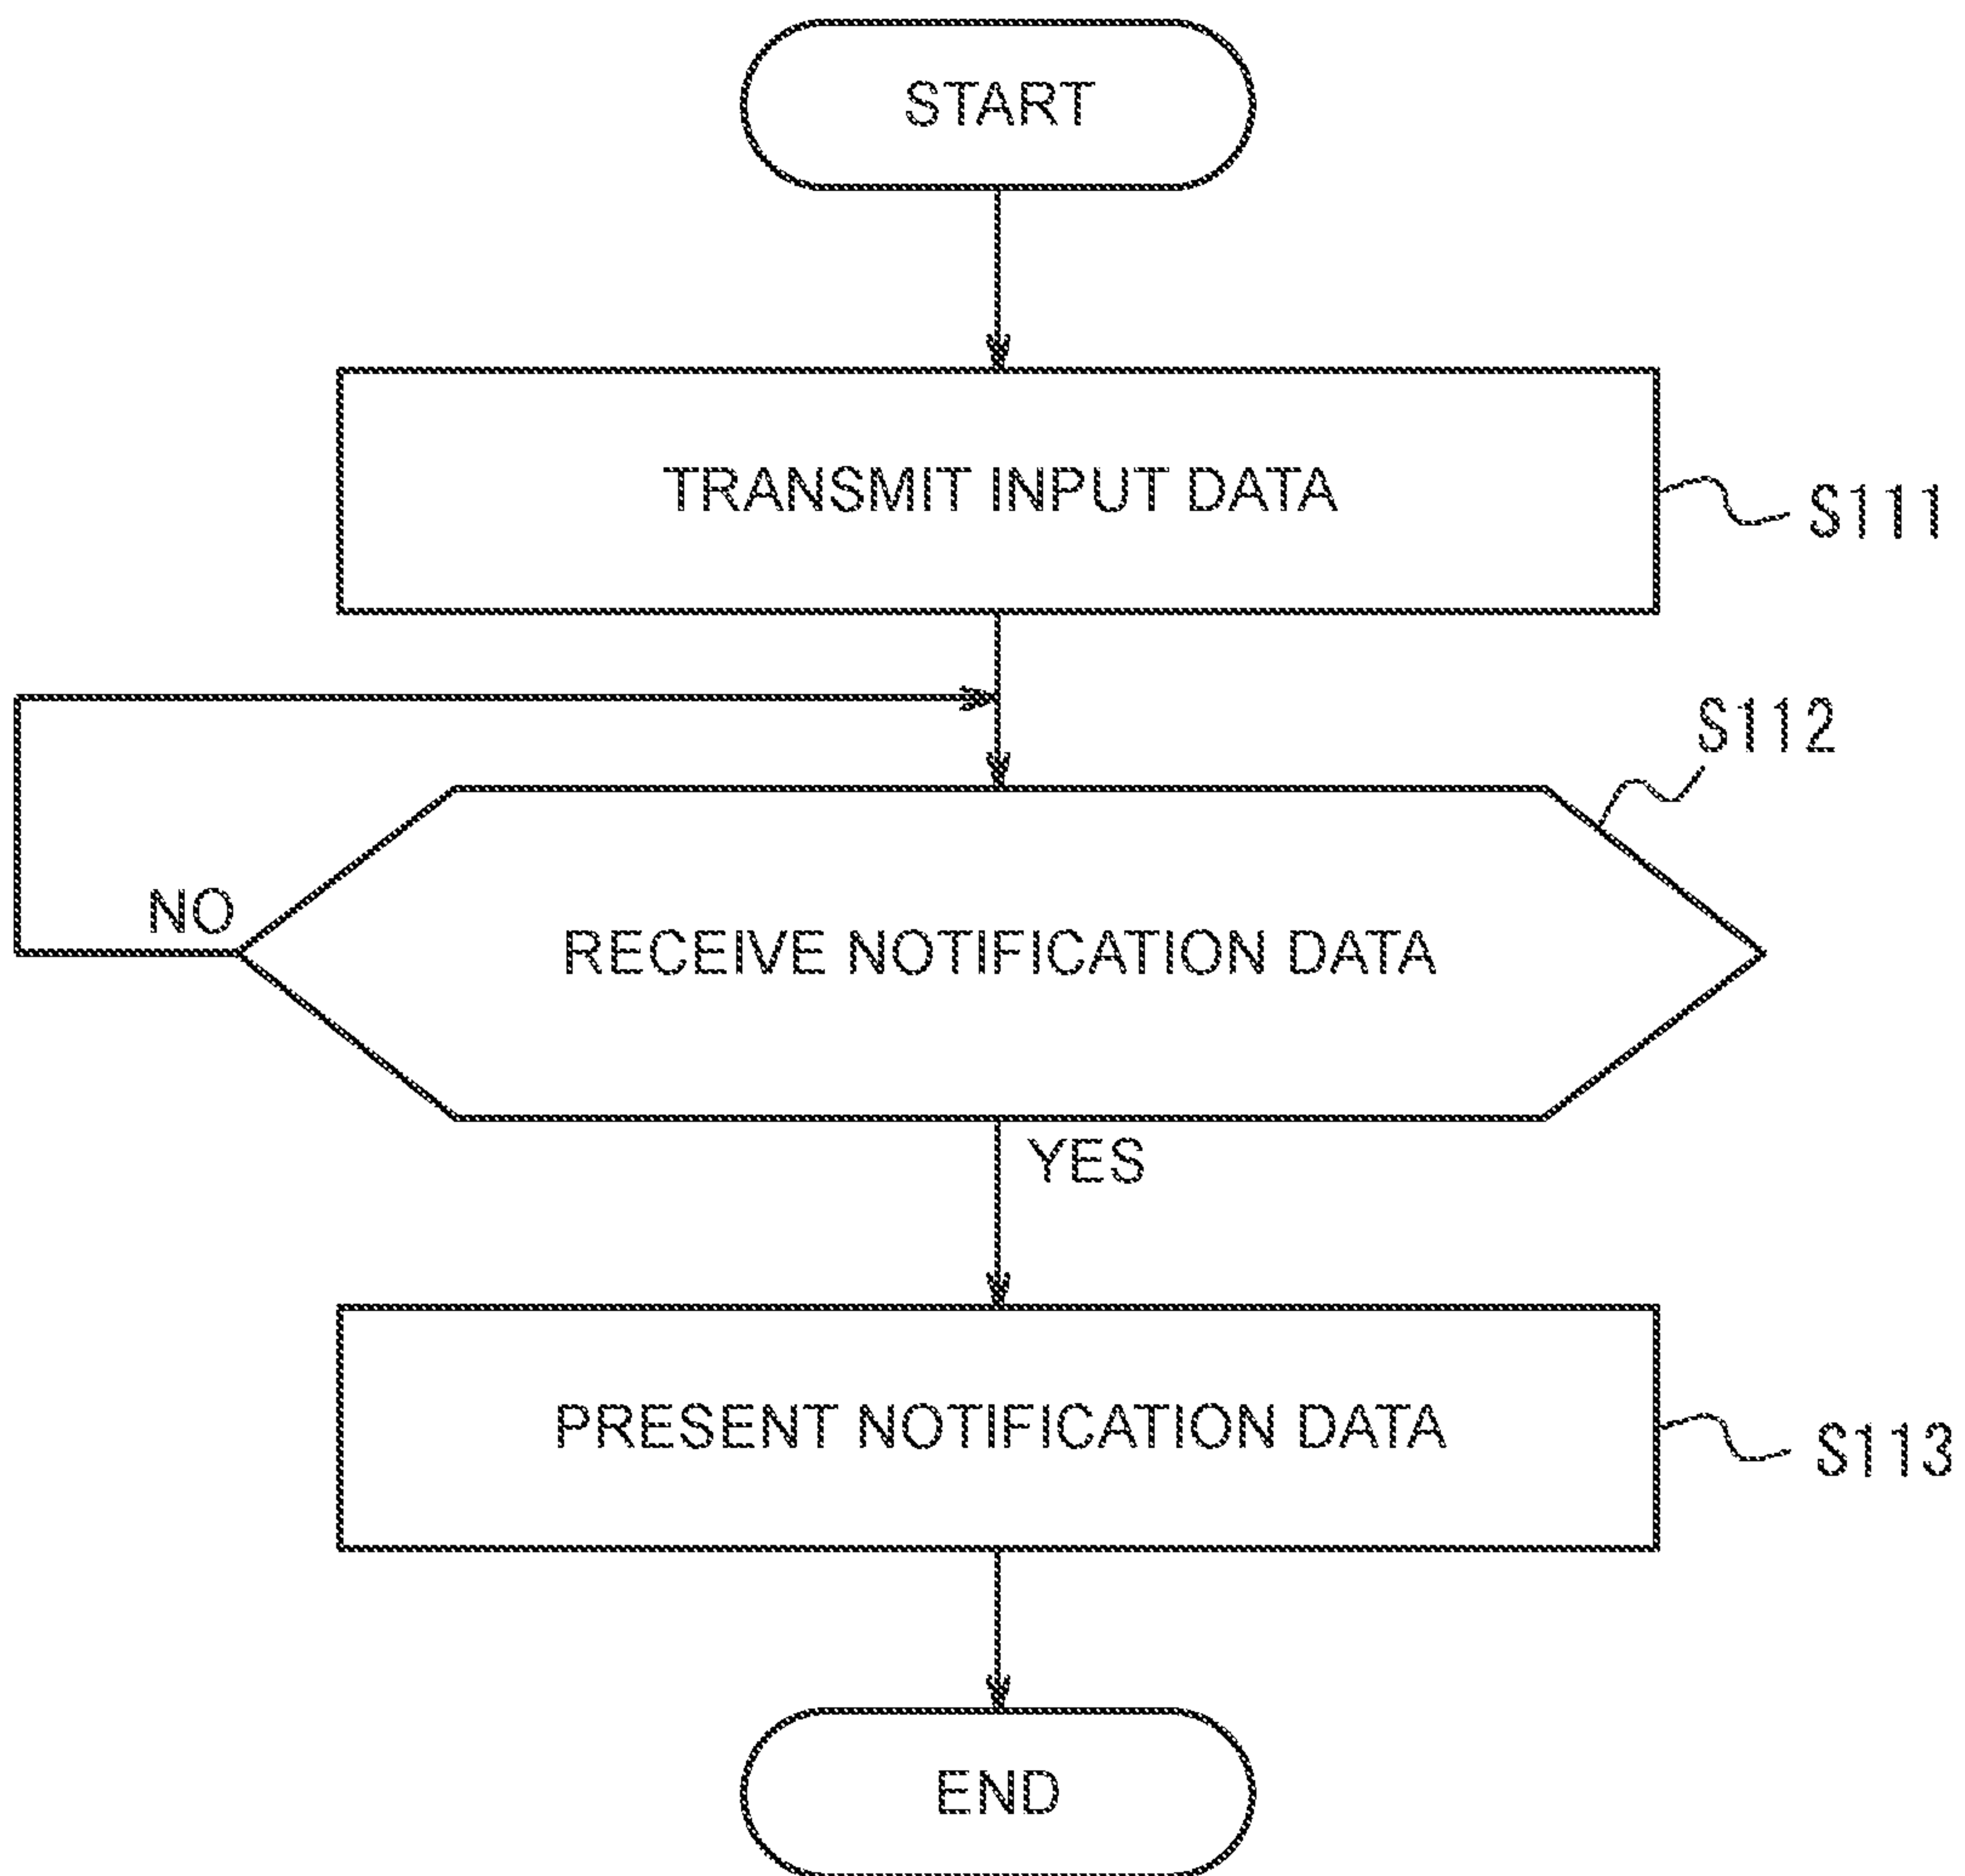 START
TRANSMIT INPUT DATA
S111
S112
NO
RECEIVE NOTIFICATION DATA
YES
PRESENT NOTIFICATION DATA
S113
END